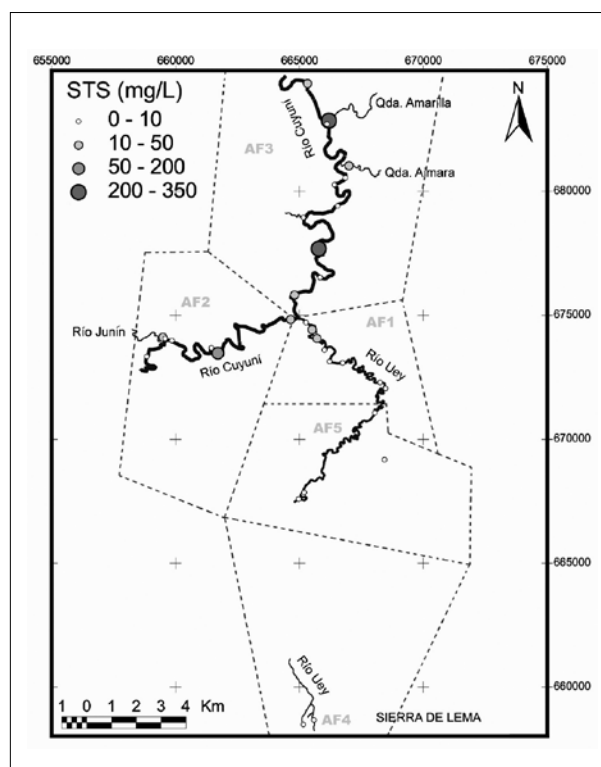 655000 660000 665000 670000 675000
STS (mg/L)
0 - 10
10 - 50
50 - 200
200 - 350
N
Qda. Amarilla
Río Cuyuní
AF3
Qda. Aimara
680000
AF2
675000
AF1
Río Junín
Río Cuyuní
Río Uey
AF5
670000
665000
Río Uey
660000
1 0 1 2 3 4 Km
AF4
SIERRA DE LEMA